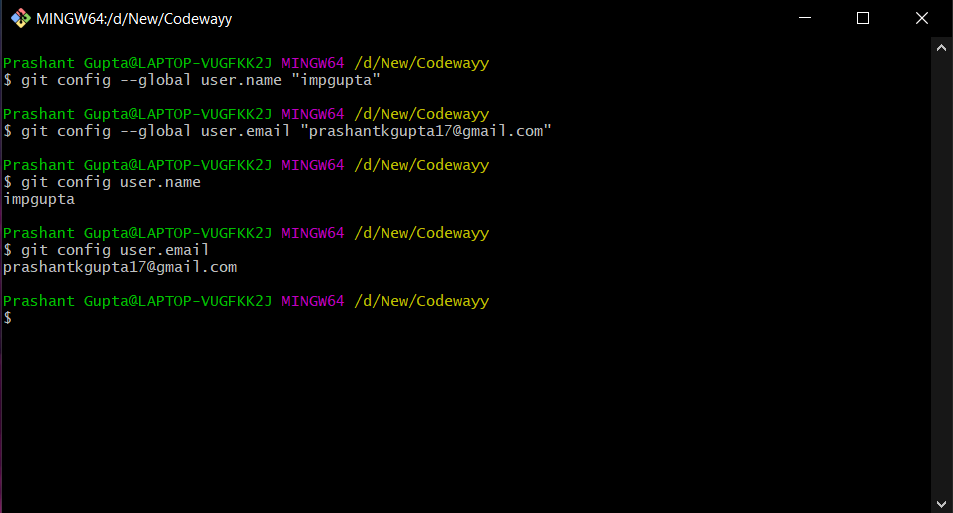 MINGW64:/d/New/Codewayy
Prashant Gupta@LAPTOP-VUGFKK2J MINGW64 /d/New/Codewayy
$ git config --global user.name "impgupta"
Prashant Gupta@LAPTOP-VUGFKK2J MINGW64 /d/New/Codewayy
$ git config --global user.email "prashantkgupta17@gmail.com"
Prashant Gupta@LAPTOP-VUGFKK2J MINGW64 /d/New/Codewayy
$ git config user.name
impgupta
Prashant Gupta@LAPTOP-VUGFKK2J MINGW64 /d/New/Codewayy
$ git config user.email
prashantkgupta17@gmail.com
Prashant Gupta@LAPTOP-VUGFKK2J MINGW64 /d/New/Codewayy
$